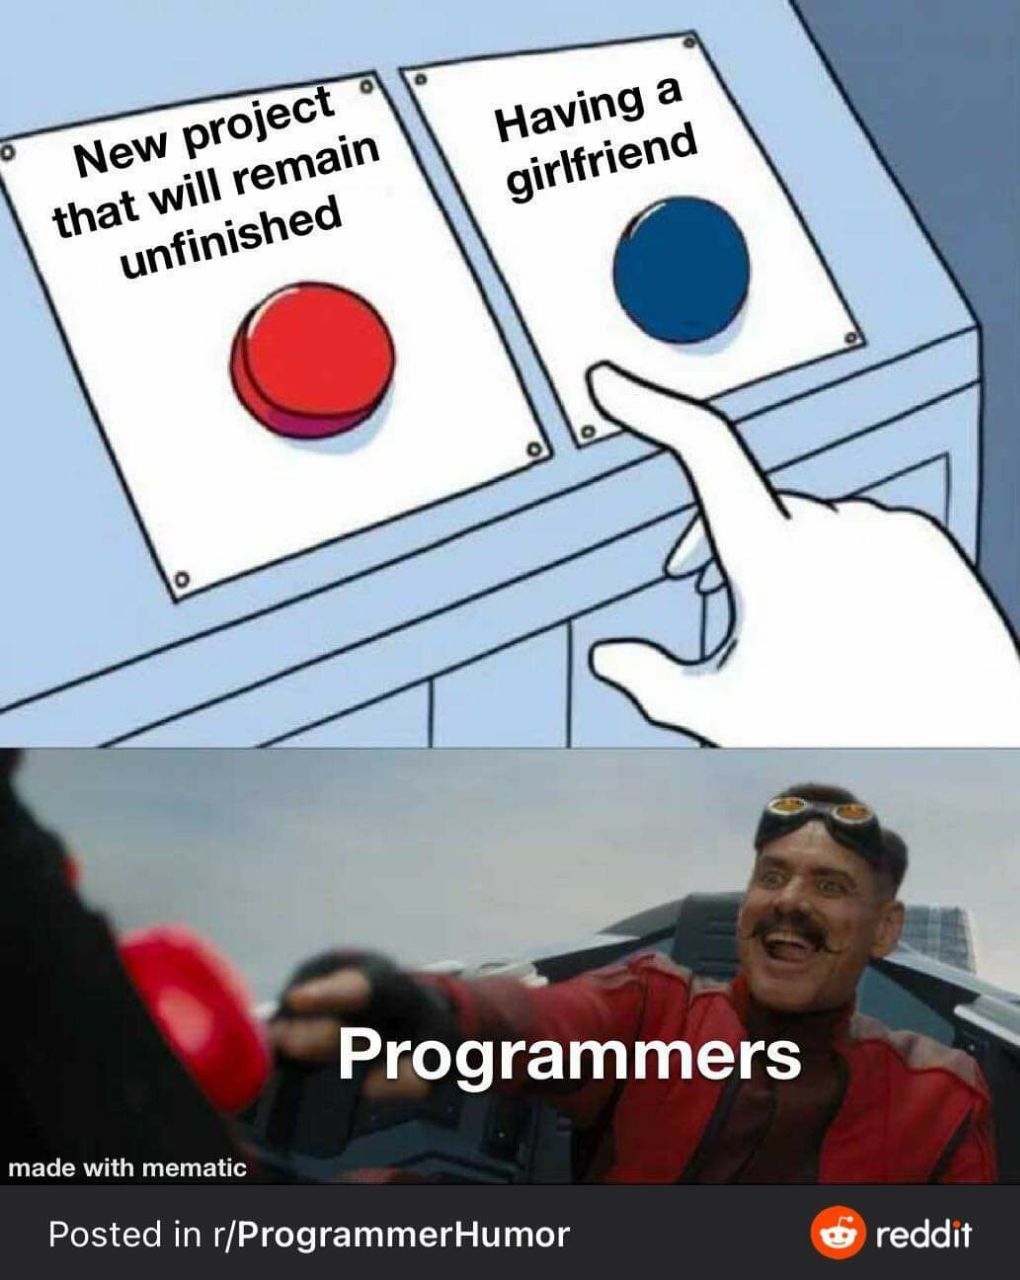 New project
that will remain
unfinished
Having a
girlfriend
Programmers
made with mematic
Posted in r/ProgrammerHumor
reddit